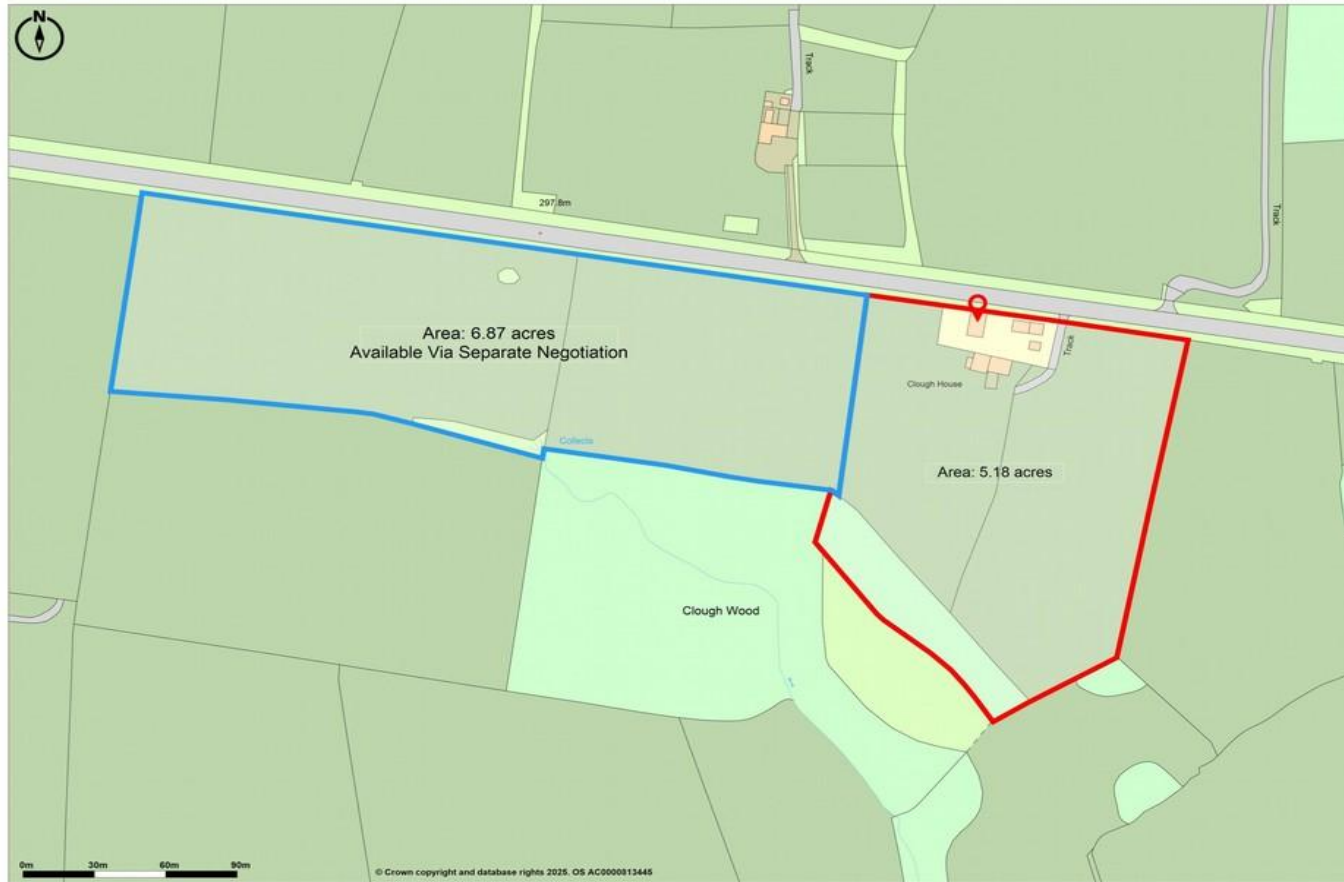 N
Track
297.8m
Track
Area: 6.87 acres
Available Via Separate Negotiation
Track
Clough House
Collects
Area: 5.18 acres
Clough Wood
0m 30m 60m 90m
© Crown copyright and database rights 2025. OS AC0000813445